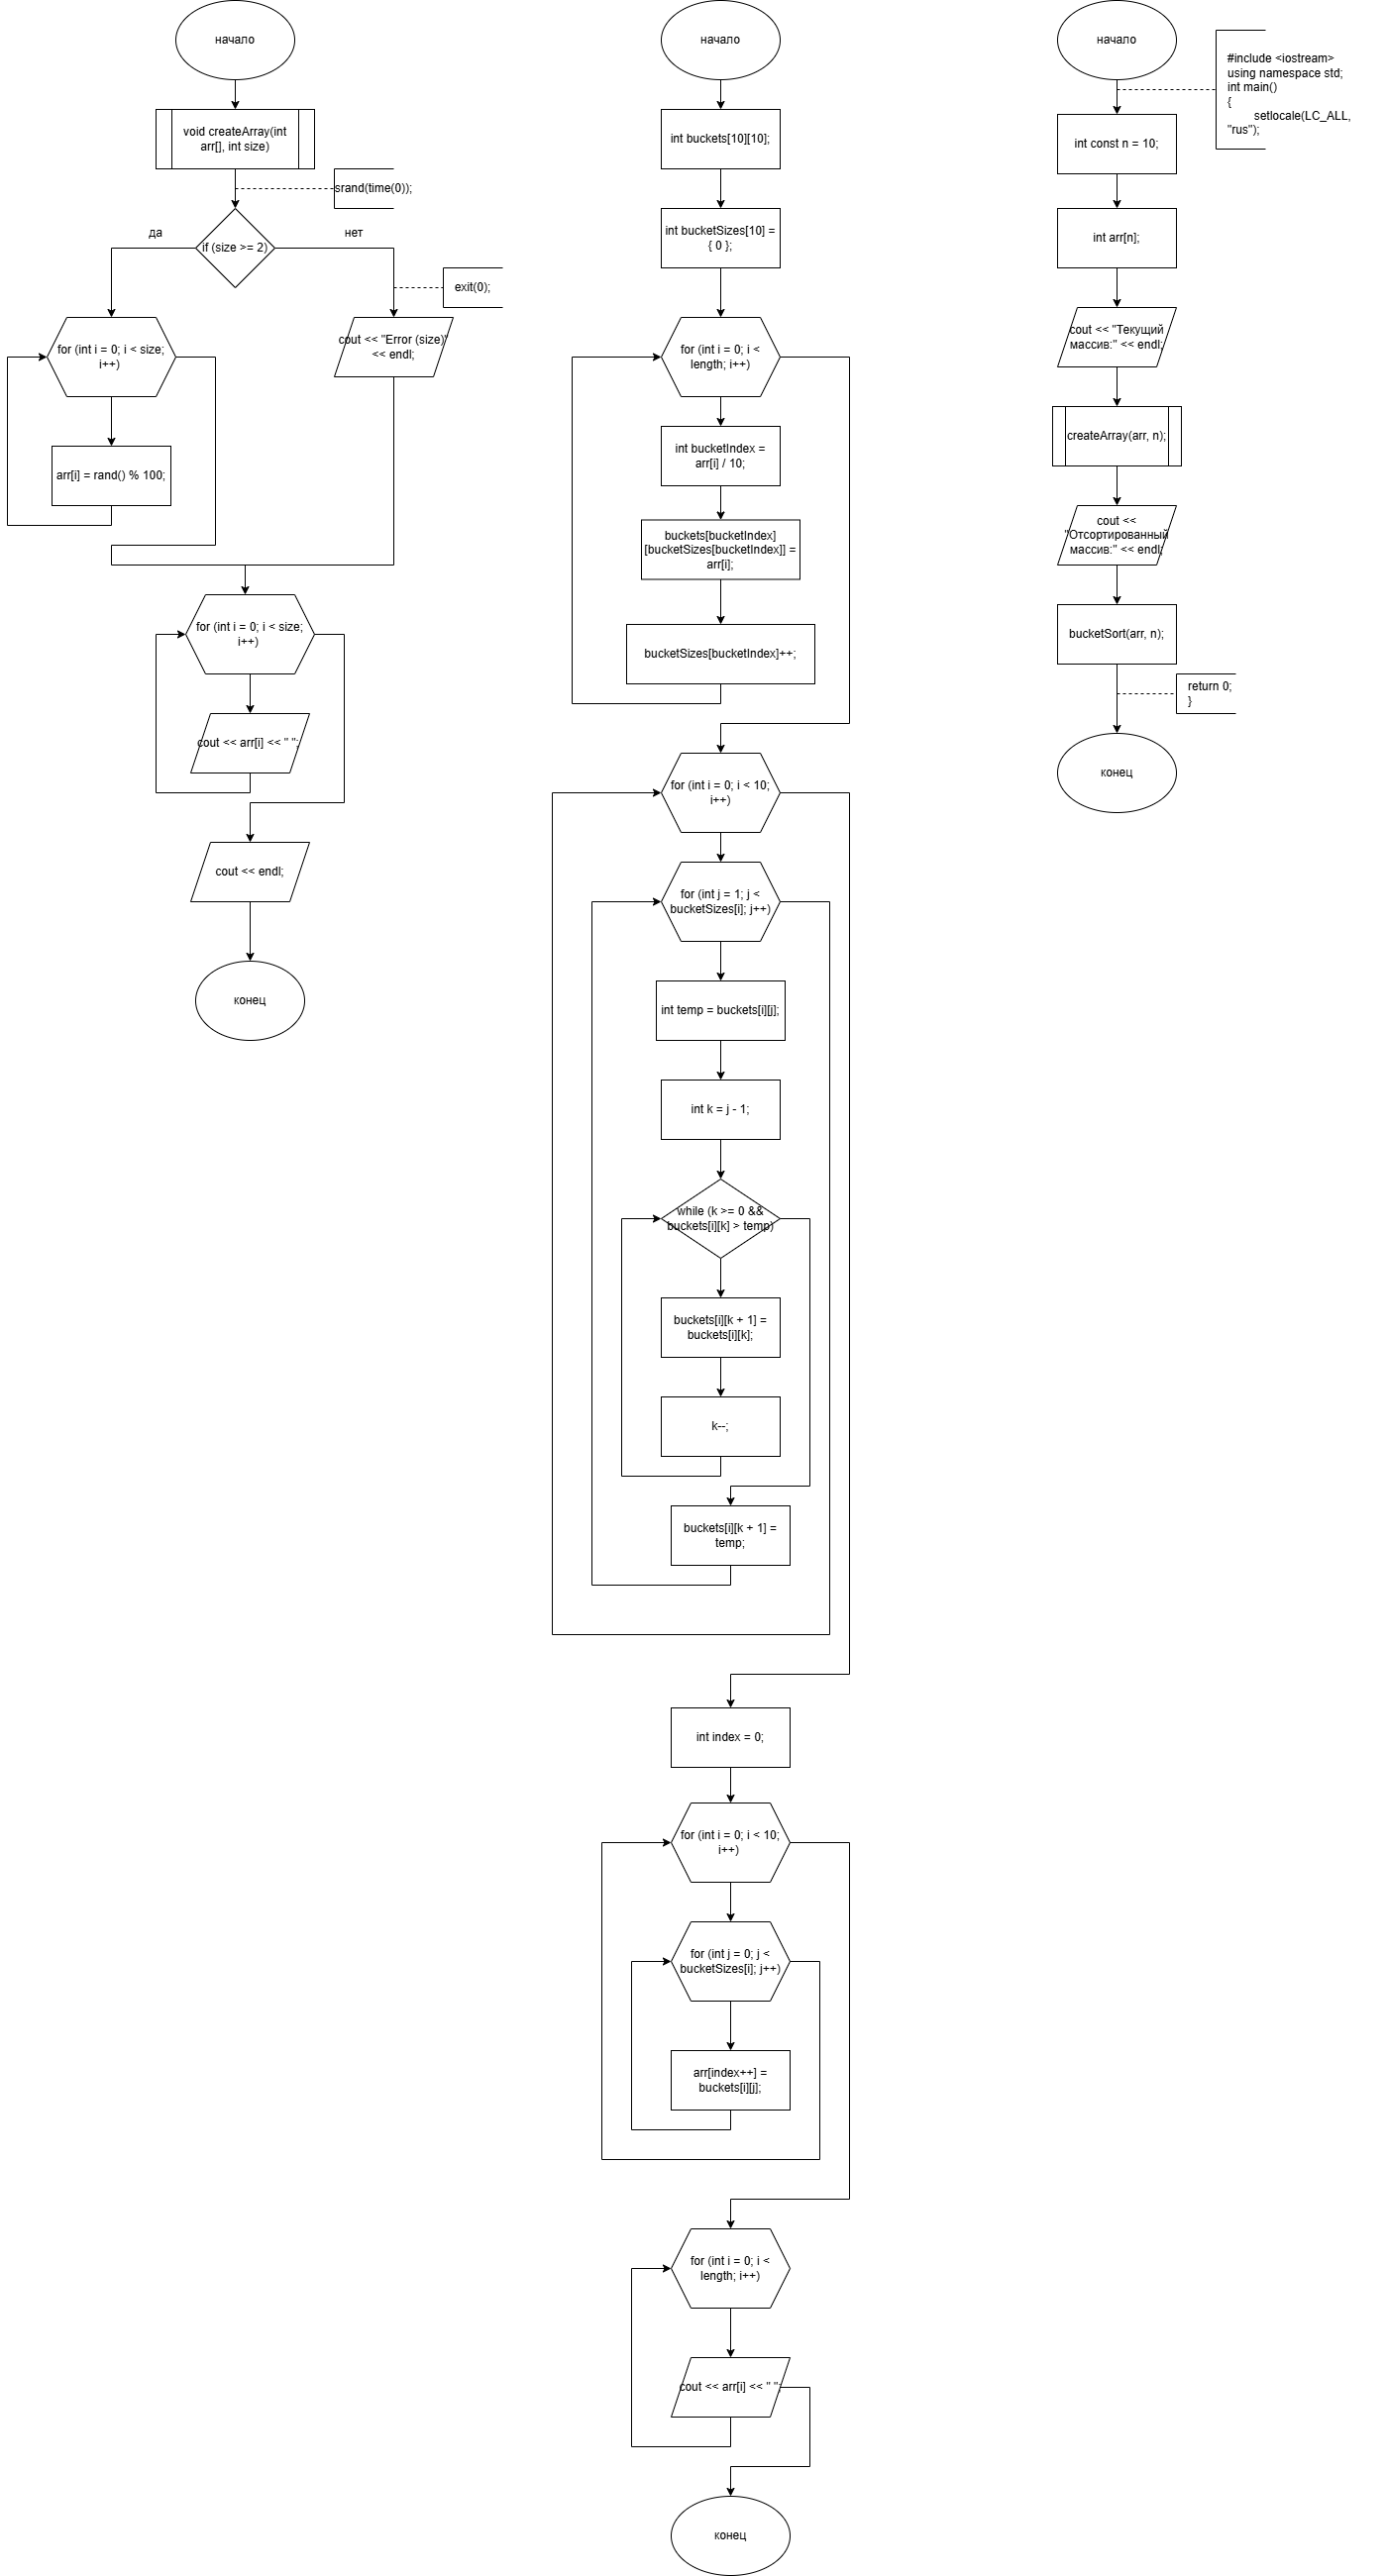 начало
void createArray(int
arr[], int size)
srand(time(0));
if (size >= 2)
да
нет
exit(0);
for (int i = 0; i < size;
i++)
cout << "Error (size)"
<< endl;
arr[i] = rand() % 100;
for (int i = 0; i < size;
i++)
cout << arr[i] << " ";
cout << endl;
конец
начало
int buckets[10][10];
int bucketSizes[10] =
{ 0 };
for (int i = 0; i <
length; i++)
int bucketIndex =
arr[i] / 10;
buckets[bucketIndex]
[bucketSizes[bucketIndex]] =
arr[i];
bucketSizes[bucketIndex]++;
for (int i = 0; i < 10;
i++)
for (int j = 1; j <
bucketSizes[i]; j++)
int temp = buckets[i][j];
int k = j - 1;
while (k >= 0 &&
buckets[i][k] > temp)
buckets[i][k + 1] =
buckets[i][k];
k--;
buckets[i][k + 1] =
temp;
int index = 0;
for (int i = 0; i < 10;
i++)
for (int j = 0; j <
bucketSizes[i]; j++)
arr[index++] =
buckets[i][j];
for (int i = 0; i <
length; i++)
cout << arr[i] << " ";
конец
начало
#include <iostream>
using namespace std;
int main()
{
setlocale(LC_ALL,
"rus");
int const n = 10;
int arr[n];
cout << "Текущий
массив:" << endl;
createArray(arr, n);
cout <<
"Отсортированный
массив:" << endl;
bucketSort(arr, n);
return 0;
}
конец